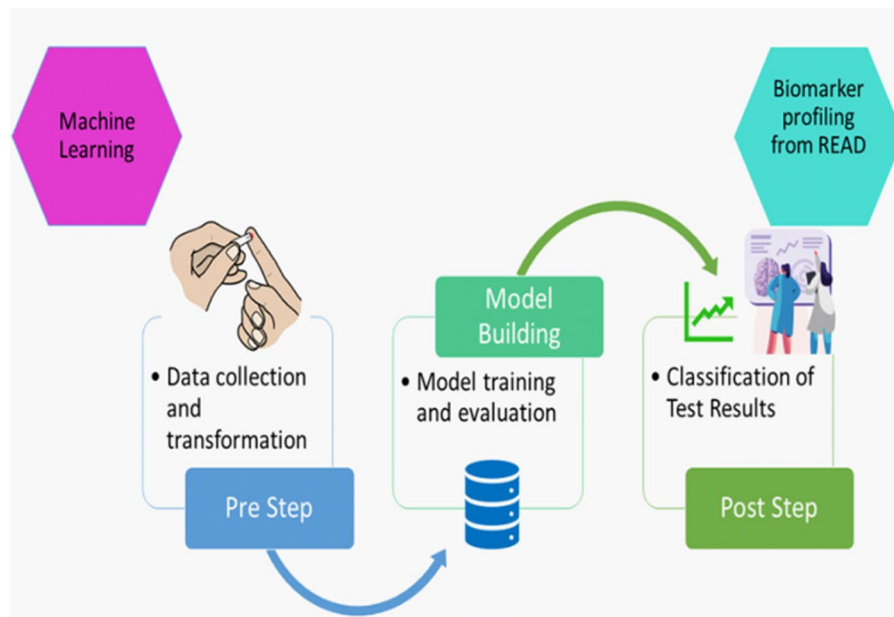 Machine
Learning
Biomarker
profiling
from READ
• Data collection
and
transformation
Pre Step
Model
Building
• Model training
and evaluation
• Classification of
Test Results
Post Step